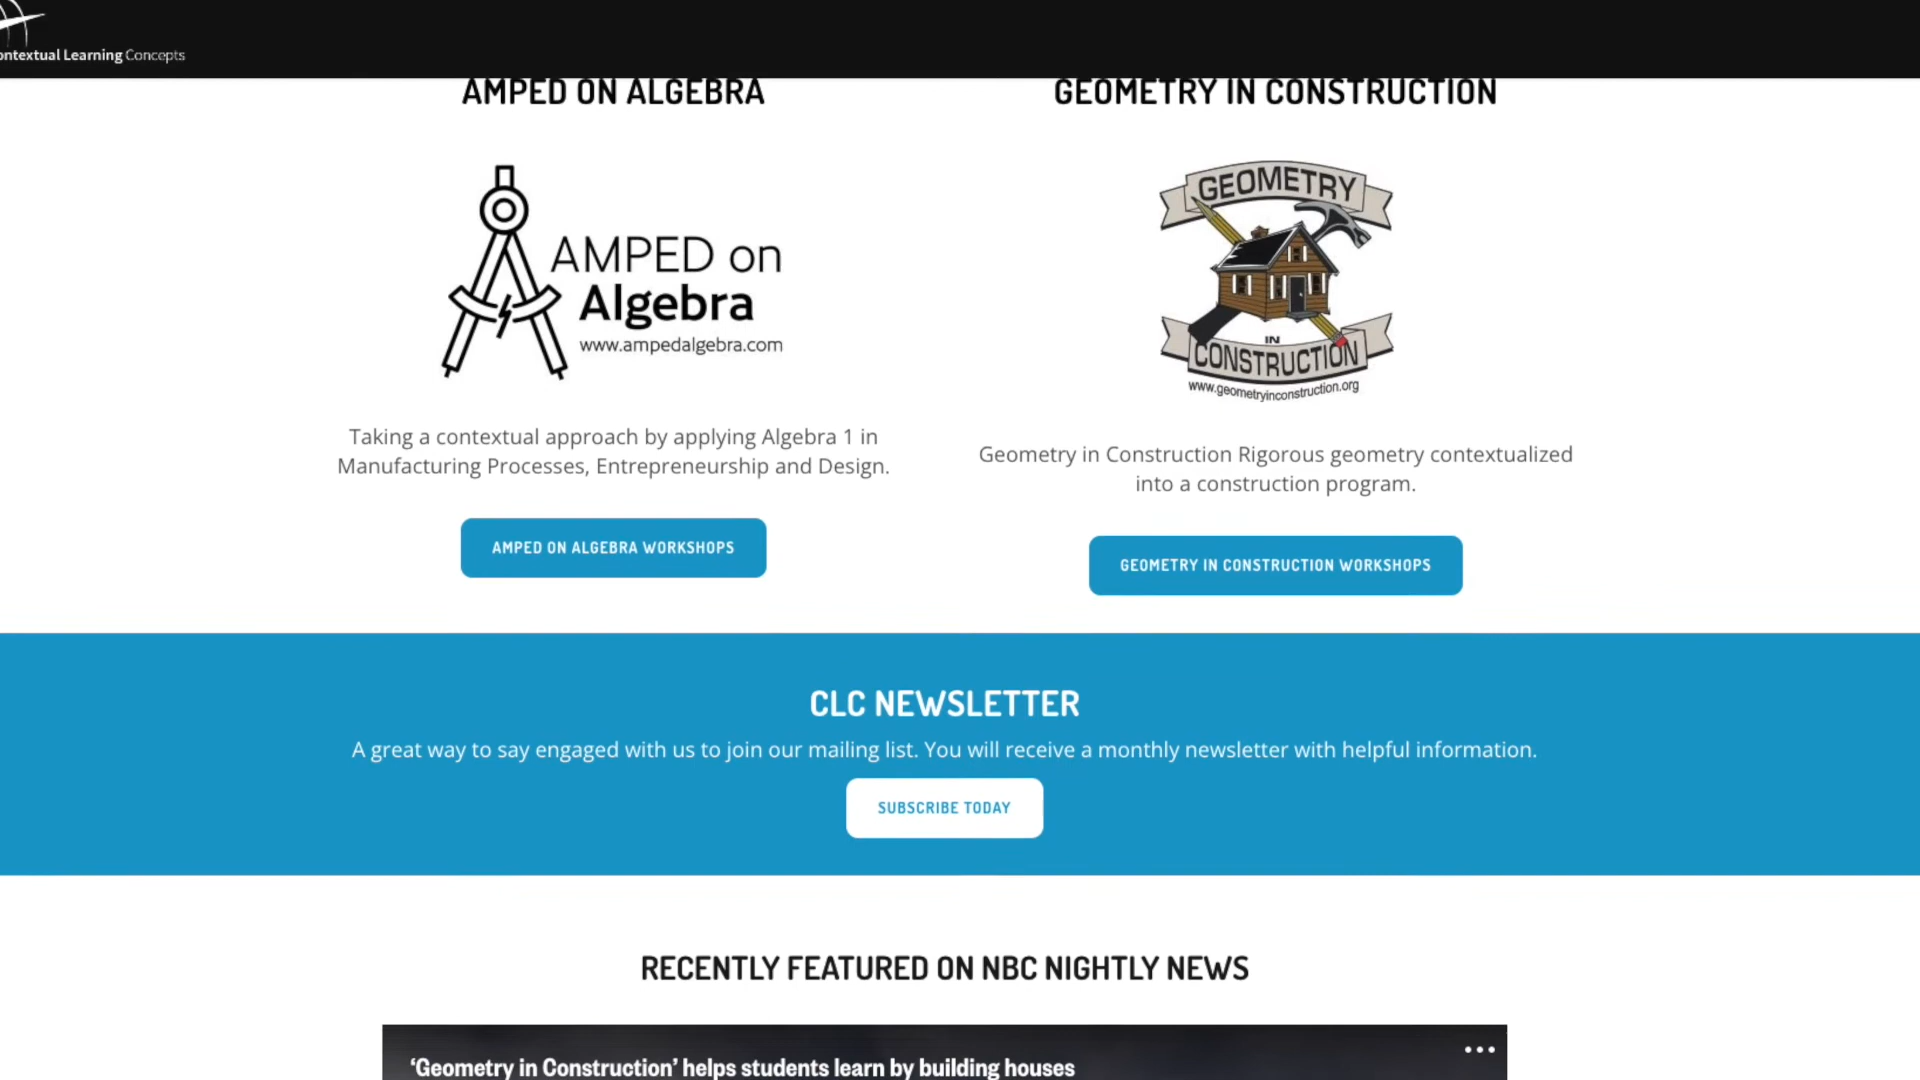 ontextual Learning Concepts
AMPED ON ALGEBRA
AMPED on
Algebra
www.ampedalgebra.com
Taking a contextual approach by applying Algebra 1 in
Manufacturing Processes, Entrepreneurship and Design.
AMPED ON ALGEBRA WORKSHOPS
GEOMETRY IN CONSTRUCTION
GEOMETRY
IN
CONSTRUCTION
www.geometryinconstruction.org
Geometry in Construction Rigorous geometry contextualized
into a construction program.
GEOMETRY IN CONSTRUCTION WORKSHOPS
CLC NEWSLETTER
A great way to say engaged with us to join our mailing list. You will receive a monthly newsletter with helpful information.
SUBSCRIBE TODAY
RECENTLY FEATURED ON NBC NIGHTLY NEWS
‘Geometry in Construction’ helps students learn by building houses